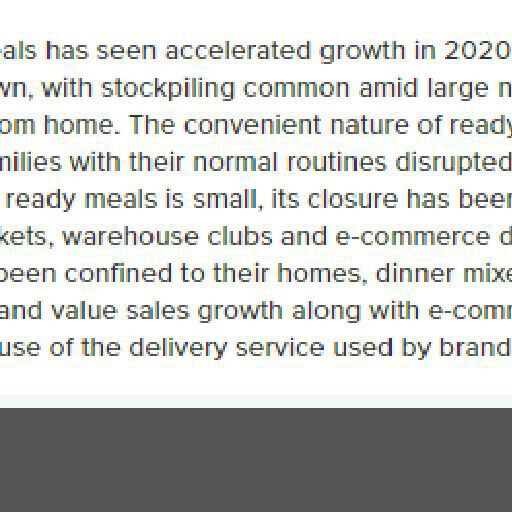 als has seen accelerated growth in 2020
wn, with stockpiling common amid large n
om home. The convenient nature of ready
milies with their normal routines disrupted
ready meals is small, its closure has been
kets, warehouse clubs and e-commerce d
been confined to their homes, dinner mixe
and value sales growth along with e-comm
use of the delivery service used by brand